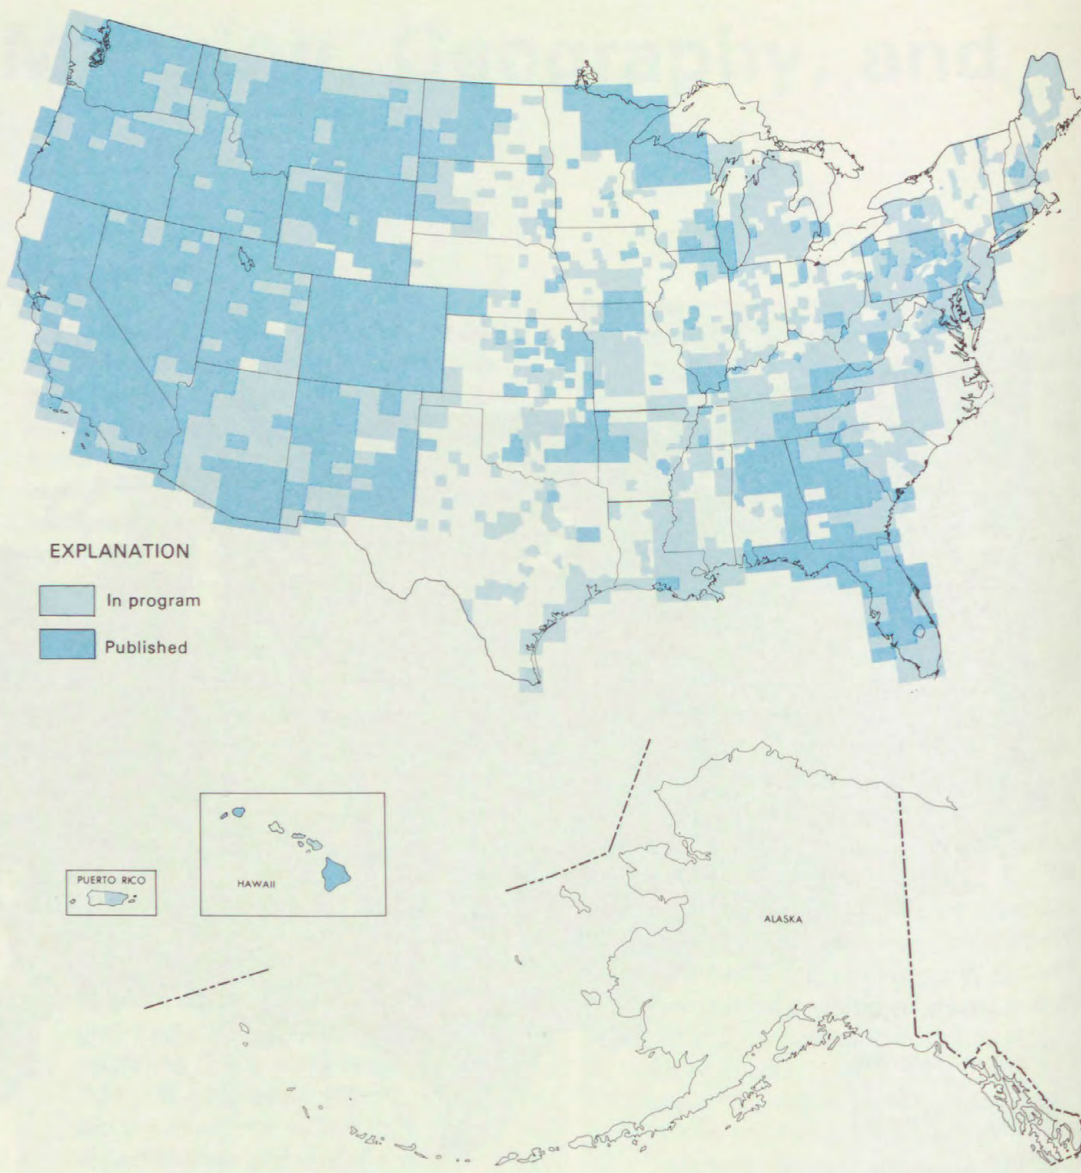 EXPLANATION
In program
Published
PUERTO RICO
HAWAII
ALASKA